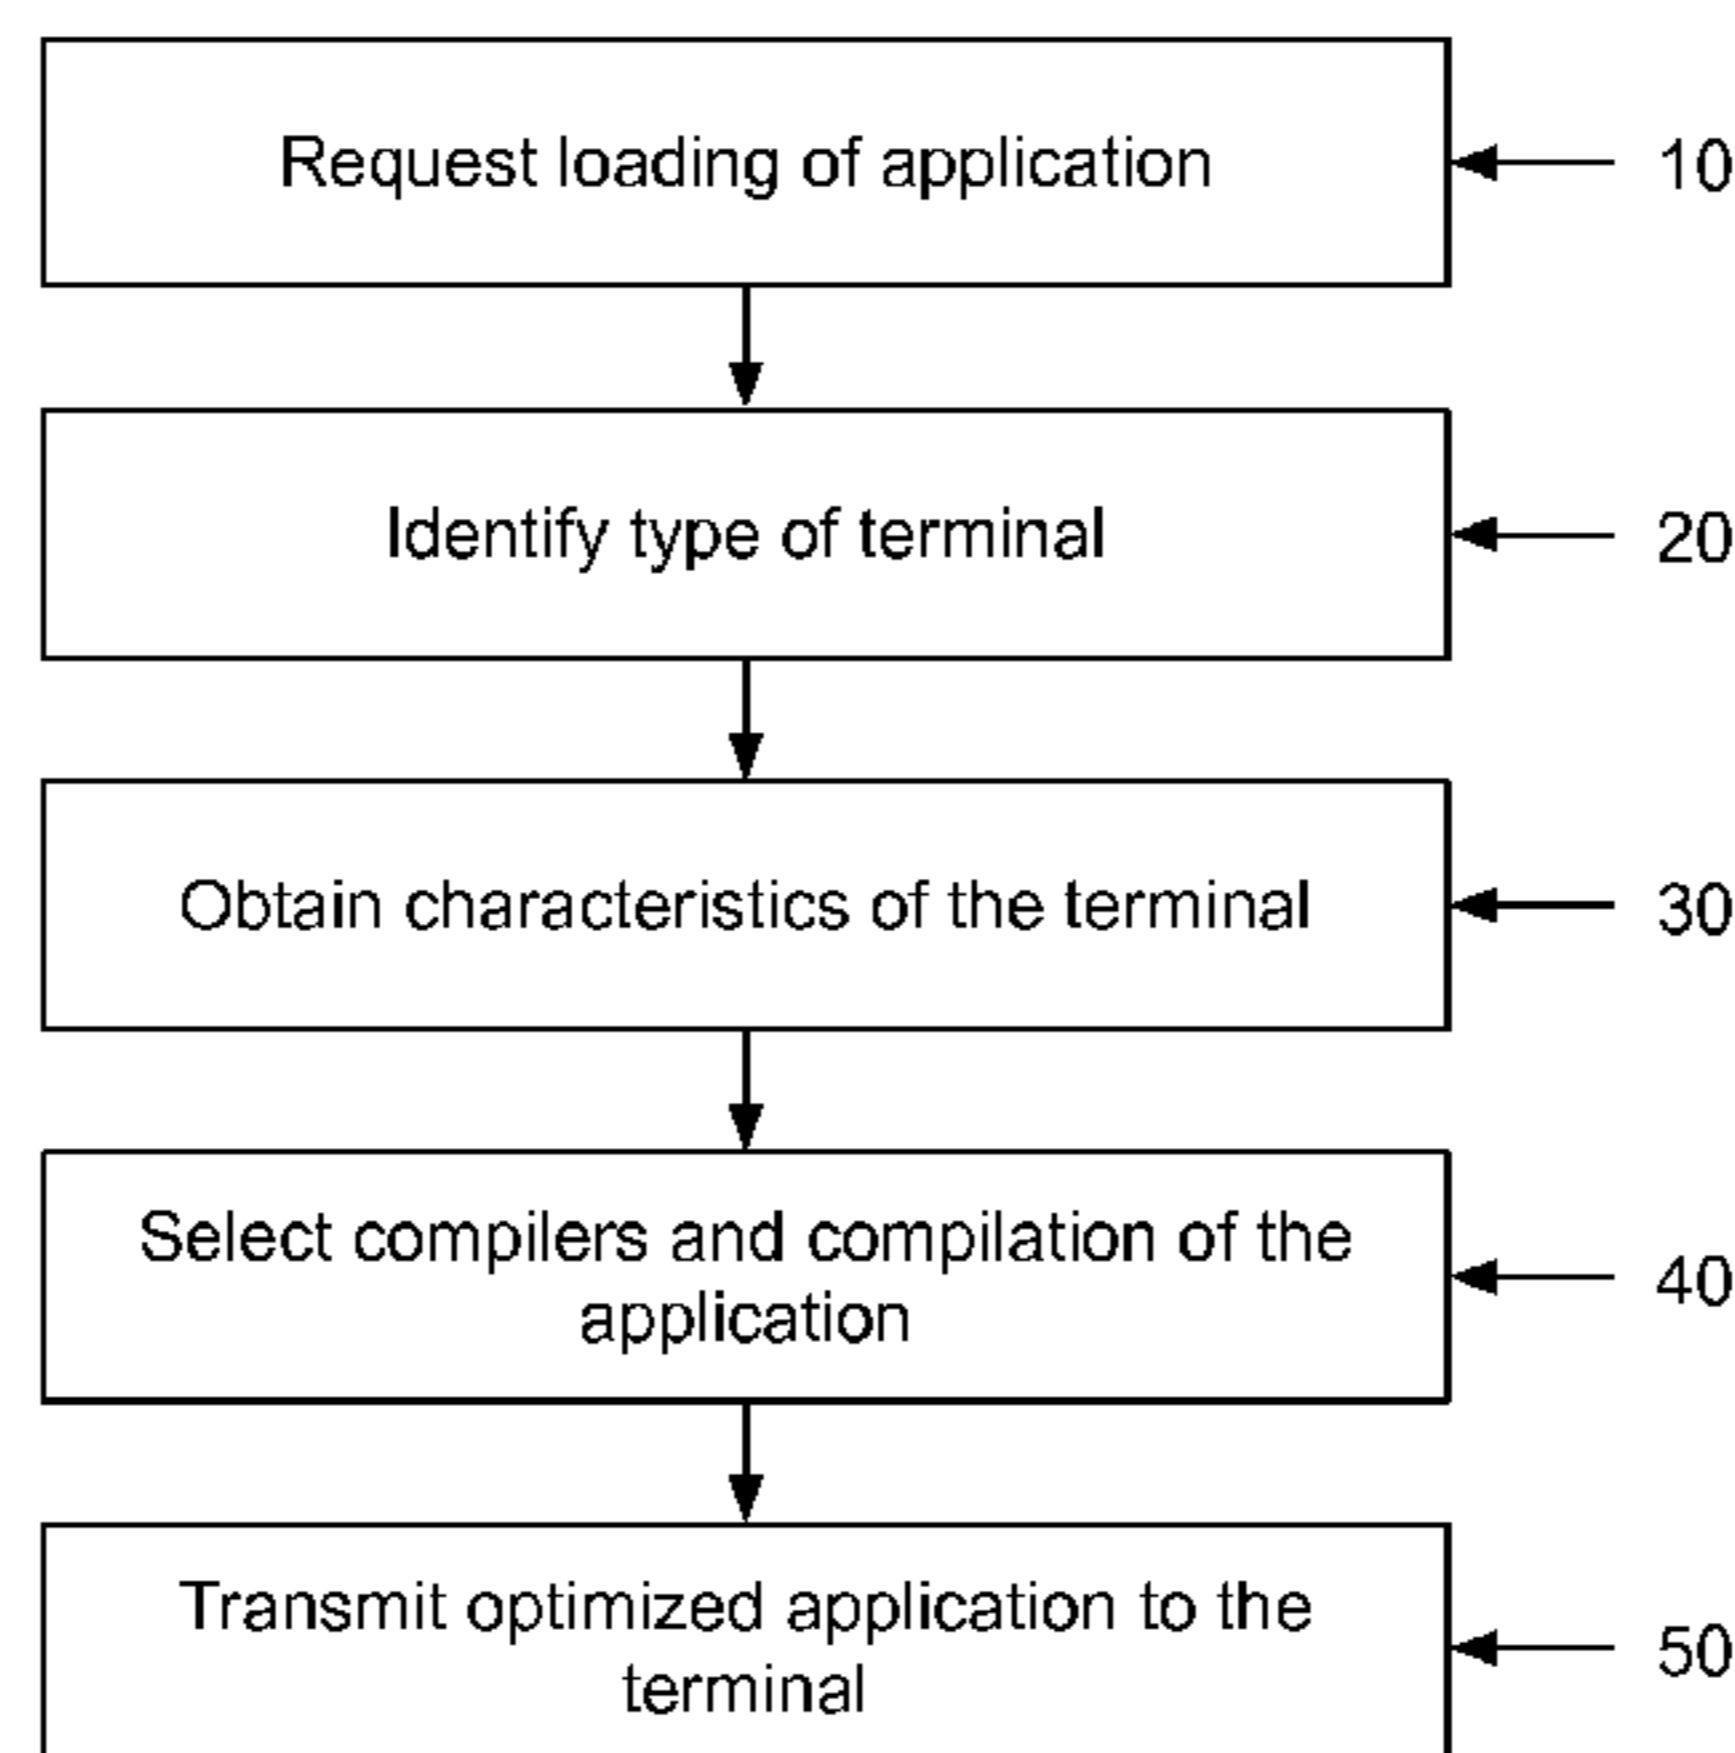 Request loading of application
10
Identify type of terminal
20
Obtain characteristics of the terminal
30
Select compilers and compilation of the
application
40
Transmit optimized application to the
terminal
50